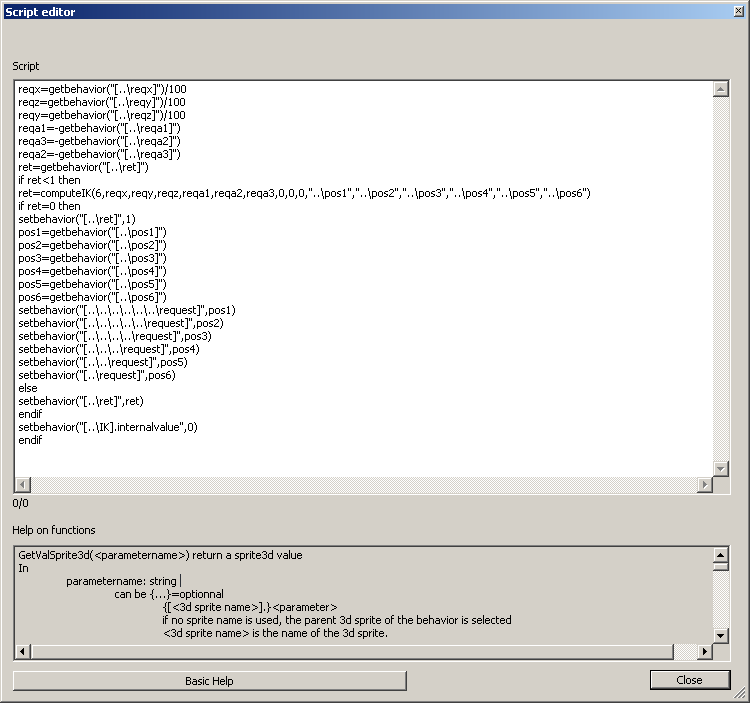 Script editor
Script
reqx=getbehavior("[..\reqx]")/100
reqz=getbehavior("[..\reqy]")/100
reqy=getbehavior("[..\reqz]")/100
reqa1=-getbehavior("[..\reqa1]")
reqa3=-getbehavior("[..\reqa2]")
reqa2=-getbehavior("[..\reqa3]")
ret=getbehavior("[..\ret]")
if ret<1 then
ret=computeIK(6,reqx,reqy,reqz,reqa1,reqa2,reqa3,0,0,0,"..\pos1","..\pos2","..\pos3","..\pos4","..\pos5","..\pos6")
if ret=0 then
setbehavior("[..\ret]",1)
pos1=getbehavior("[..\pos1]")
pos2=getbehavior("[..\pos2]")
pos3=getbehavior("[..\pos3]")
pos4=getbehavior("[..\pos4]")
pos5=getbehavior("[..\pos5]")
pos6=getbehavior("[..\pos6]")
setbehavior("[..\..\..\..\..\..\request]",pos1)
setbehavior("[..\..\..\..\..\request]",pos2)
setbehavior("[..\..\..\..\request]",pos3)
setbehavior("[..\..\..\request]",pos4)
setbehavior("[..\..\request]",pos5)
setbehavior("[..\request]",pos6)
else
setbehavior("[..\ret]",ret)
endif
setbehavior("[..\IK].internalvalue",0)
endif
0/0
Help on functions
GetValSprite3d(<parametername>) return a sprite3d value
In
parametername: string |
can be {...}=optionnal
{[<3d sprite name>].}<parameter>
if no sprite name is used, the parent 3d sprite of the behavior is selected
<3d sprite name> is the name of the 3d sprite.
Basic Help
Close